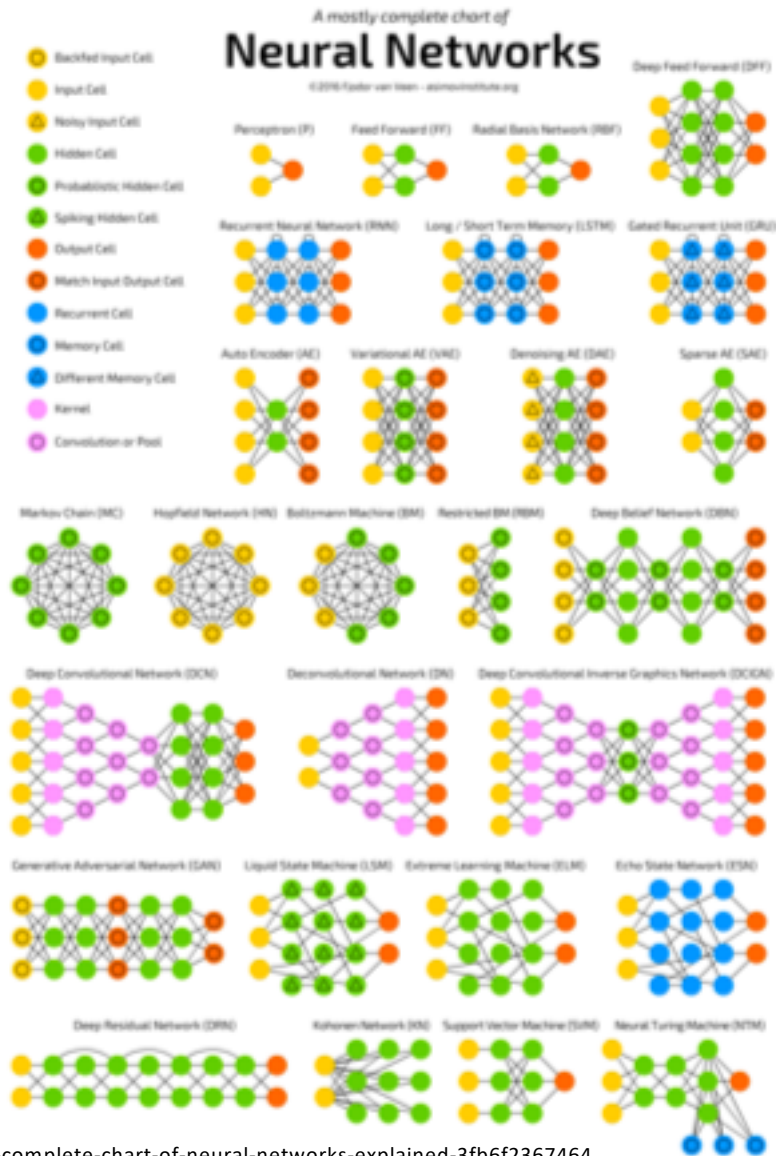 A mostly complete chart of
Neural Networks
©2016 Fjodor van Veen - asimovinstitute.org
Backfed Input Cell
Input Cell
Noisy Input Cell
Hidden Cell
Probablistic Hidden Cell
Spiking Hidden Cell
Output Cell
Match Input Output Cell
Recurrent Cell
Memory Cell
Different Memory Cell
Kernel
Convolution or Pool
Deep Feed Forward (DFF)
Perceptron (P) Feed Forward (FF) Radial Basis Network (RBF)
Recurrent Neural Network (RNN) Long / Short Term Memory (LSTM) Gated Recurrent Unit (GRU)
Auto Encoder (AE) Variational AE (VAE) Denoising AE (DAE) Sparse AE (SAE)
Markov Chain (MC) Hopfield Network (HN) Boltzmann Machine (BM) Restricted BM (RBM) Deep Belief Network (DBN)
Deep Convolutional Network (DCN) Deconvolutional Network (DN) Deep Convolutional Inverse Graphics Network (DCIGN)
Generative Adversarial Network (GAN) Liquid State Machine (LSM) Extreme Learning Machine (ELM) Echo State Network (ESN)
Deep Residual Network (DRN) Kohonen Network (KN) Support Vector Machine (SVM) Neural Turing Machine (NTM)
complete-chart-of-neural-networks-explained-3fb6f2367464